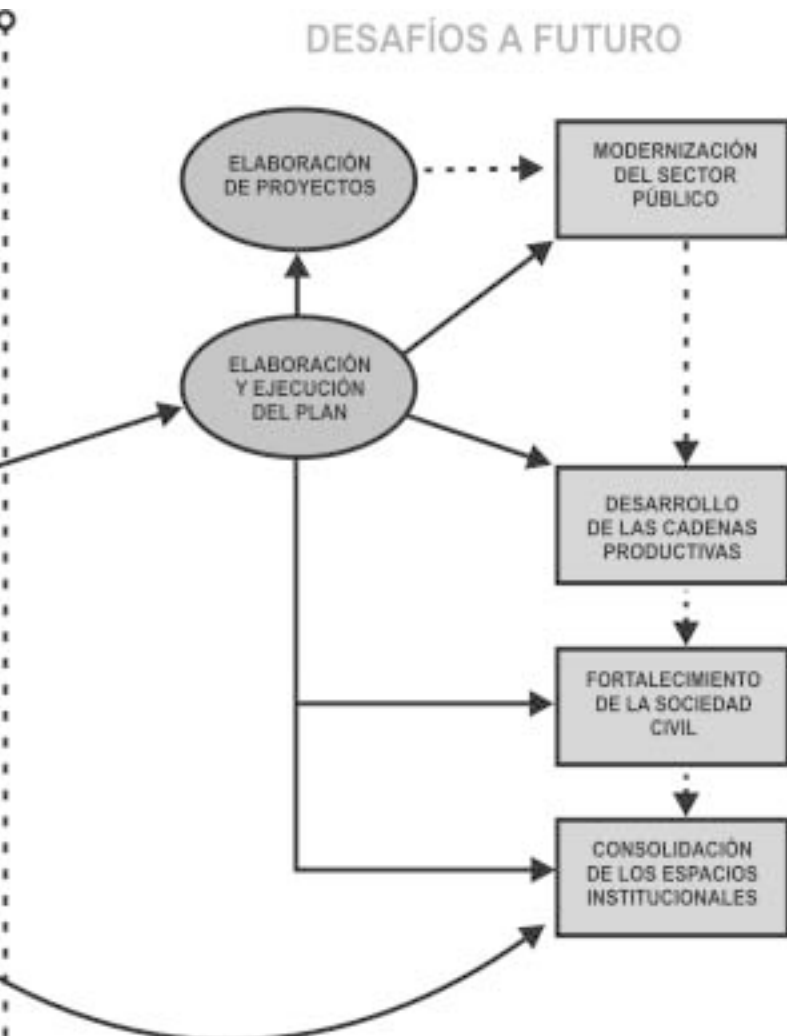 DESAFÍOS A FUTURO
ELABORACIÓN
DE PROYECTOS
MODERNIZACIÓN
DEL SECTOR
PÚBLICO
ELABORACIÓN
Y EJECUCIÓN
DEL PLAN
DESARROLLO
DE LAS CADENAS
PRODUCTIVAS
FORTALECIMIENTO
DE LA SOCIEDAD
CIVIL
CONSOLIDACIÓN
DE LOS ESPACIOS
INSTITUCIONALES